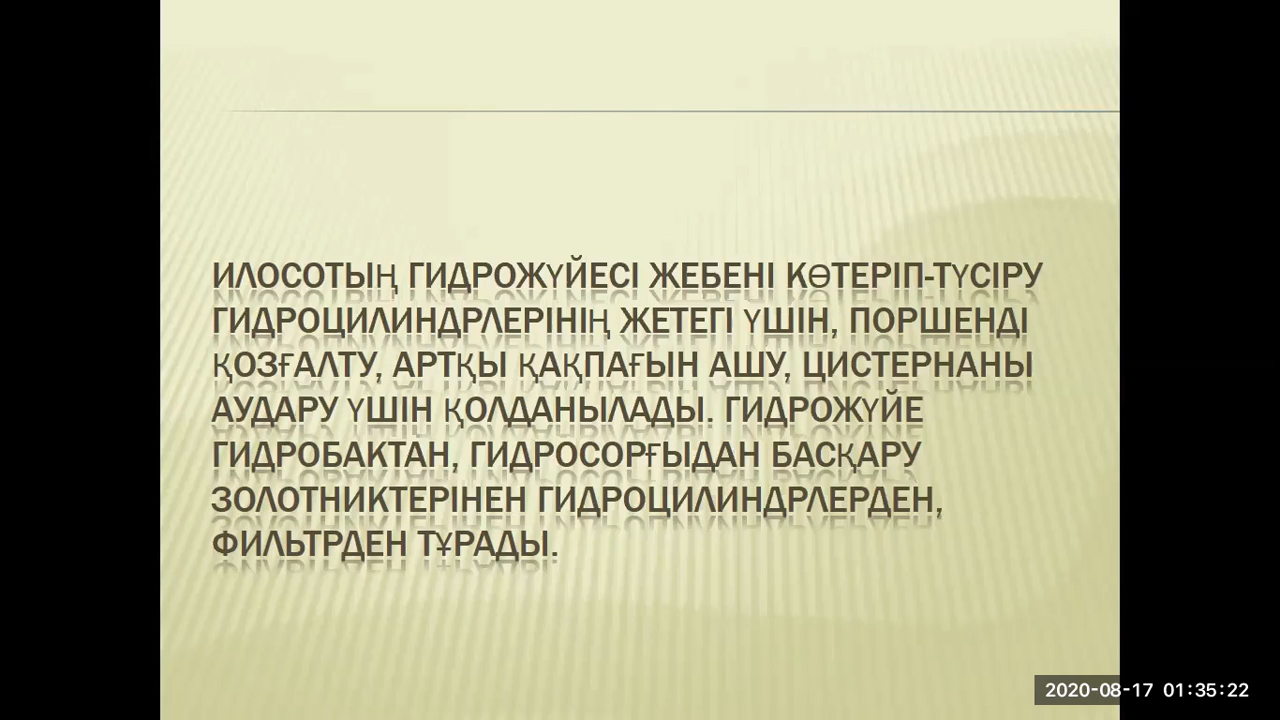 ИЛОСОТЫҢ ГИДРОЖҮЙЕСІ ЖЕБЕНІ КӨТЕРІП-ТҮСІРУ
ГИДРОЦИЛИНДРЛЕРІНІҢ ЖЕТЕГІ ҮШІН, ПОРШЕНДІ
ҚОЗҒАЛТУ, АРТҚЫ ҚАҚПАҒЫН АШУ, ЦИСТЕРНАНЫ
АУДАРУ ҮШІН ҚОЛДАНЫЛАДЫ. ГИДРОЖҮЙЕ
ГИДРОБАКТАН, ГИДРОСОРҒЫДАН БАСҚАРУ
ЗОЛОТНИКТЕРІНЕН ГИДРОЦИЛИНДРЛЕРДЕН,
ФИЛЬТРДЕН ТҰРАДЫ.
2020-08-17 01:35:22